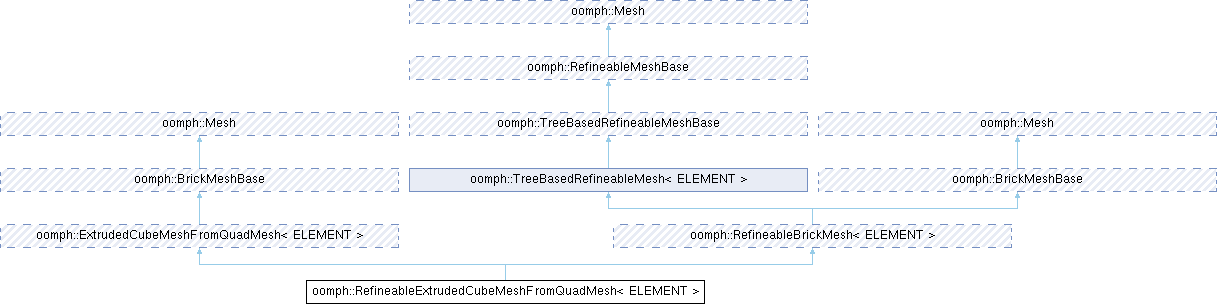 oomph::Mesh
oomph::RefineableMeshBase
oomph::Mesh
oomph::TreeBasedRefineableMeshBase
oomph::Mesh
oomph::BrickMeshBase
oomph::TreeBasedRefineableMesh< ELEMENT >
oomph::BrickMeshBase
oomph::ExtrudedCubeMeshFromQuadMesh< ELEMENT >
oomph::RefineableBrickMesh< ELEMENT >
oomph::RefineableExtrudedCubeMeshFromQuadMesh< ELEMENT >